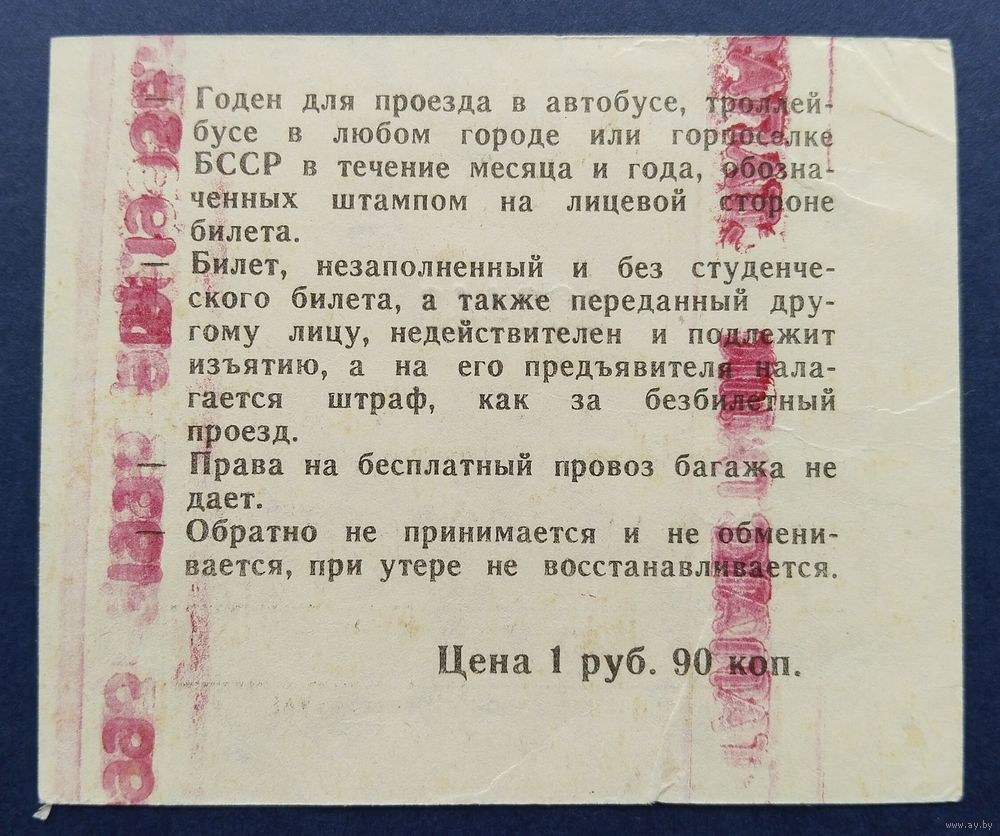 — Годен для проезда в автобусе, троллей-
бусе в любом городе или горпоселке
БССР в течение месяца и года, обозна-
ченных штампом на лицевой стороне
билета.
— Билет, незаполненный и без студенче-
ского билета, а также переданный дру-
гому лицу, недействителен и подлежит
изъятию, а на его предъявителя нала-
гается штраф, как за безбилетный
проезд.
— Права на бесплатный провоз багажа не
дает.
— Обратно не принимается и не обмени-
вается, при утере не восстанавливается.
Цена 1 руб. 90 коп.
www.ay.by